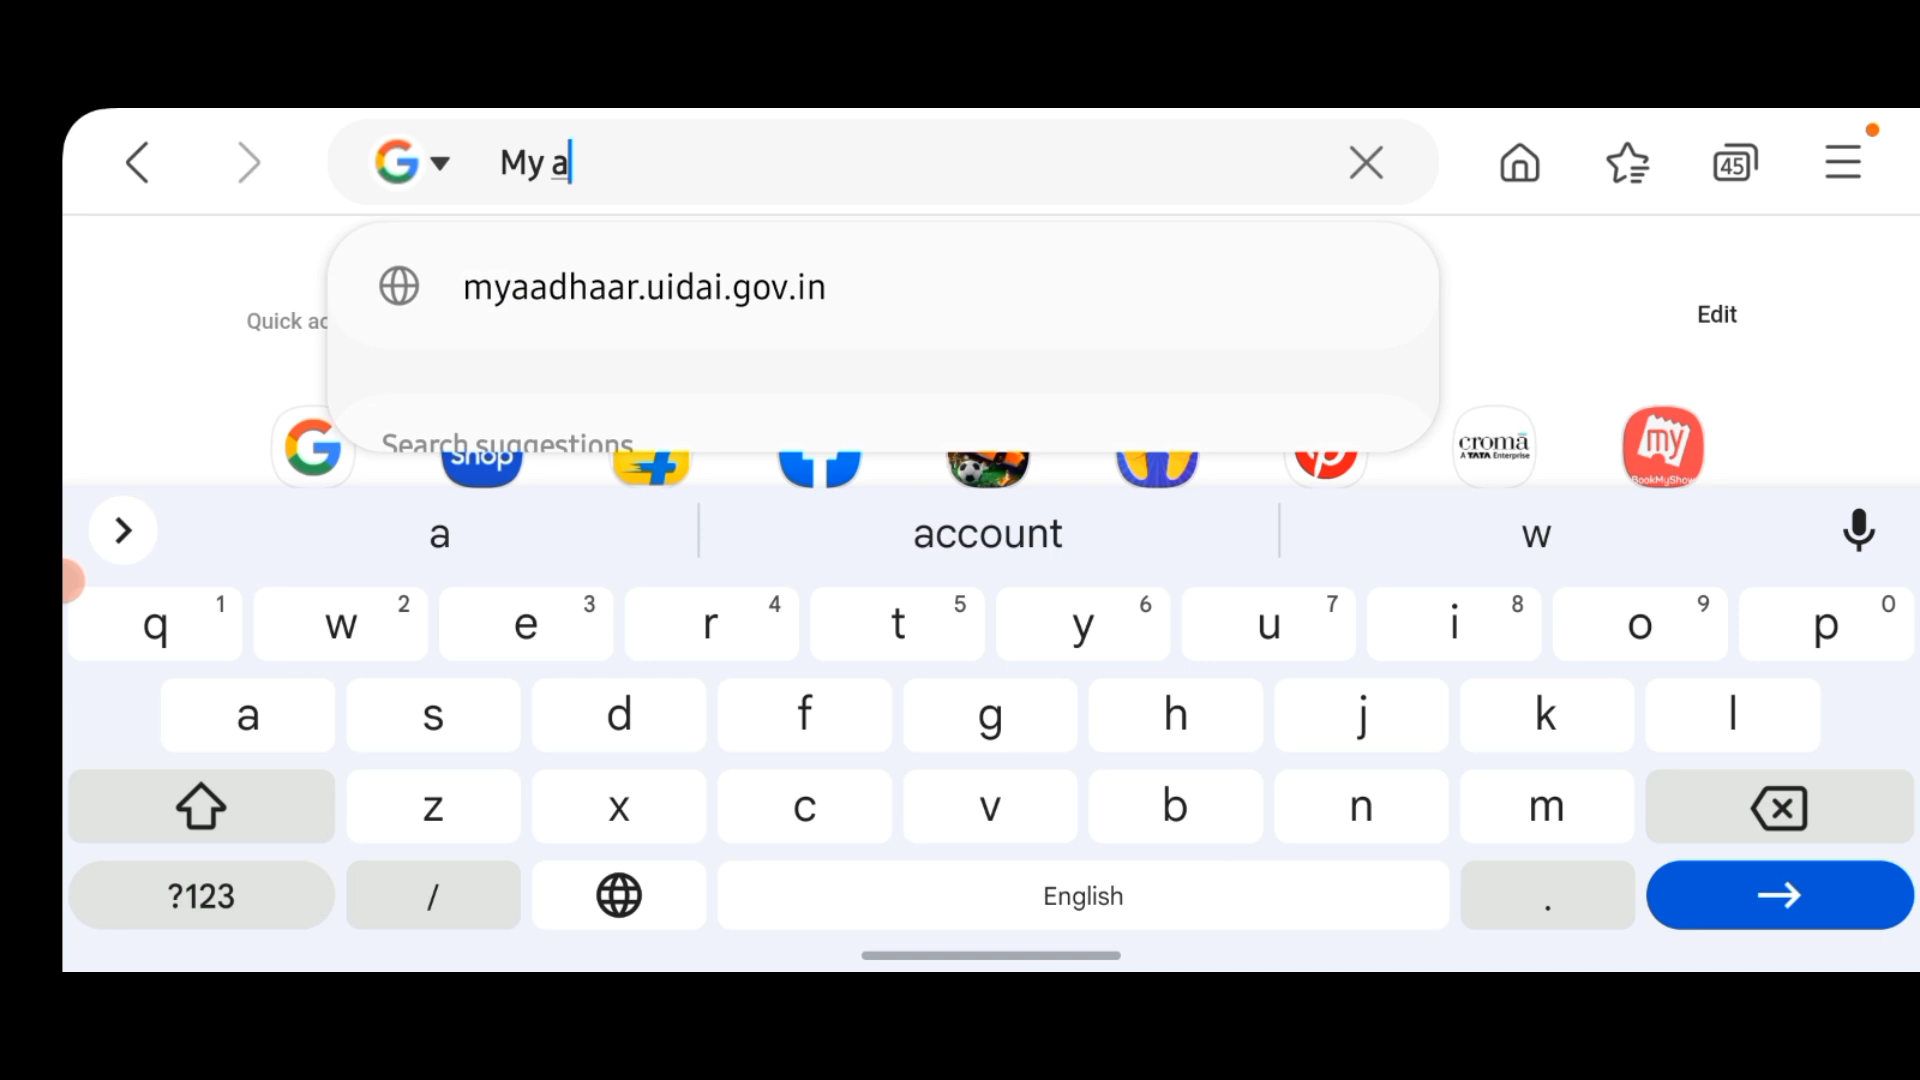 My a
45
myaadhaar.uidai.gov.in
Quick ac
Edit
Search suggestions
Shop
croma
A TATA Enterprise
my
BookMyShow
a account w
q 1 w 2 e 3 r 4 t 5 y 6 u 7 i 8 o 9 p 0
a s d f g h j k l
z x c v b n m
?123 / English .